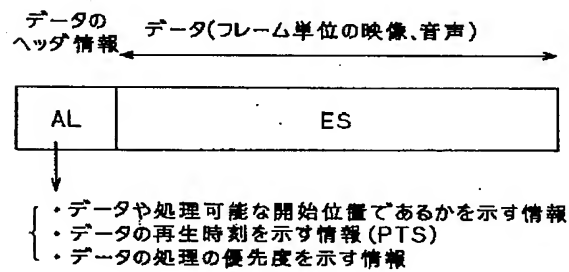 データの
ヘッダ情報
データ(フレーム単位の映像、音声)
AL
ES
・データや処理可能な開始位置であるかを示す情報
・データの再生時刻を示す情報(PTS)
・データの処理の優先度を示す情報